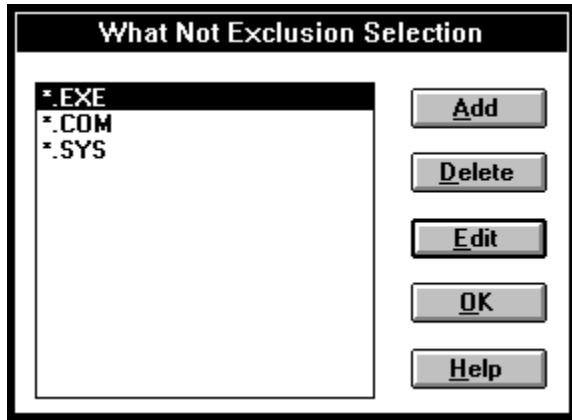 What Not Exclusion Selection
*.EXE
*.COM
*.SYS
Add
Delete
Edit
OK
Help